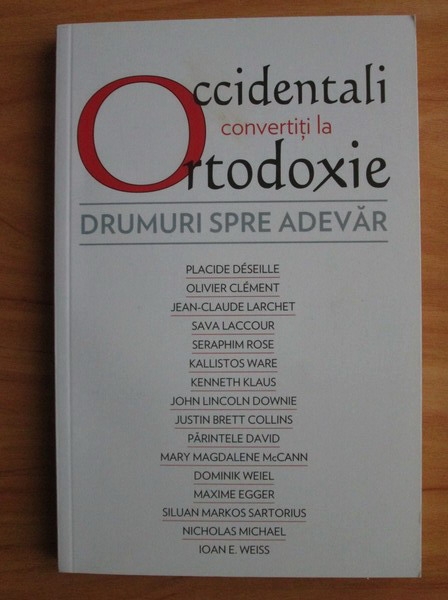 Occidentali
convertiți la
Ortodoxie
DRUMURI SPRE ADEVĂR
PLACIDE DÉSEILLE
OLIVIER CLÉMENT
JEAN-CLAUDE LARCHET
SAVA LACCOUR
SERAPHIM ROSE
KALLISTOS WARE
KENNETH KLAUS
JOHN LINCOLN DOWNIE
JUSTIN BRETT COLLINS
PĂRINTELE DAVID
MARY MAGDALENE McCANN
DOMINIK WEIEL
MAXIME EGGER
SILUAN MARKOS SARTORIUS
NICHOLAS MICHAEL
IOAN E. WEISS